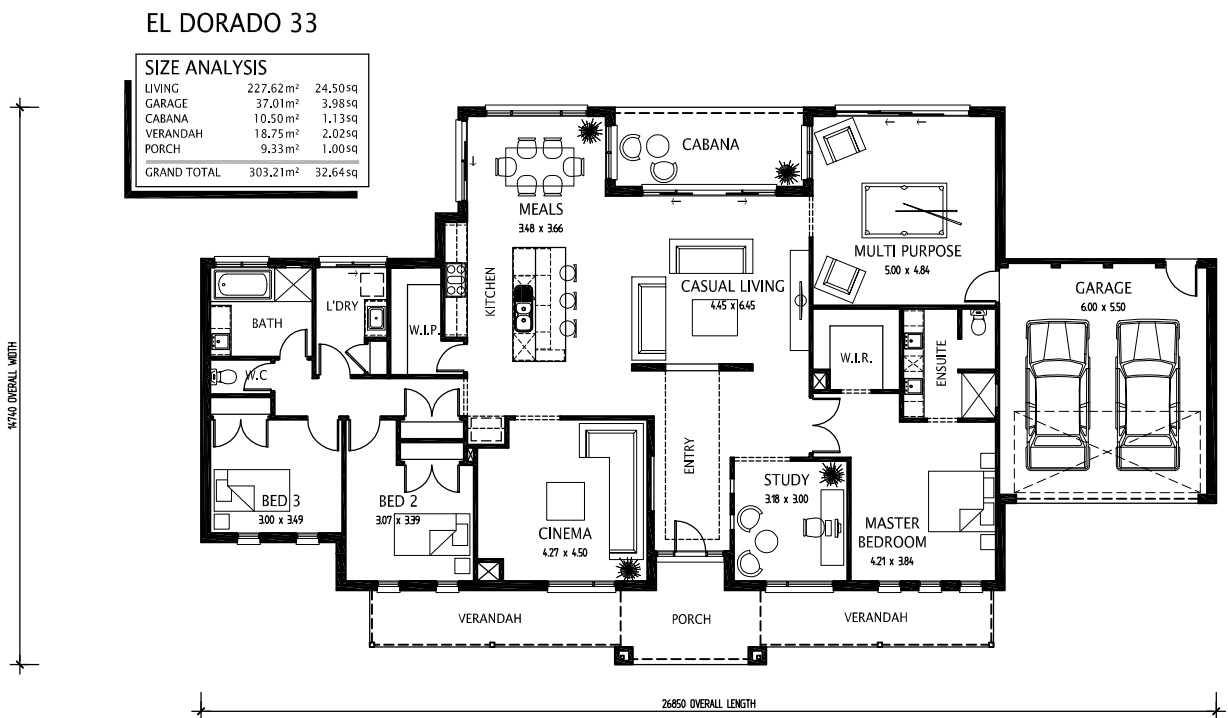 EL DORADO 33
SIZE ANALYSIS
LIVING 227.62m² 24.50sq
GARAGE 37.01m² 3.98sq
CABANA 10.50m² 1.13sq
VERANDAH 18.75m² 2.02sq
PORCH 9.33m² 1.00sq
GRAND TOTAL 303.21m² 32.64sq
CABANA
MEALS
3.48 x 3.66
MULTI PURPOSE
5.00 x 4.84
KITCHEN
CASUAL LIVING
4.45 x 6.45
GARAGE
6.00 x 5.50
BATH
L'DRY
W.I.P.
W.I.R.
ENSUITE
W.C
ENTRY
BED 3
3.00 x 3.49
BED 2
3.07 x 3.39
CINEMA
4.27 x 4.50
STUDY
3.18 x 3.00
MASTER
BEDROOM
4.21 x 3.84
VERANDAH
PORCH
VERANDAH
14740 OVERALL WIDTH
26850 OVERALL LENGTH